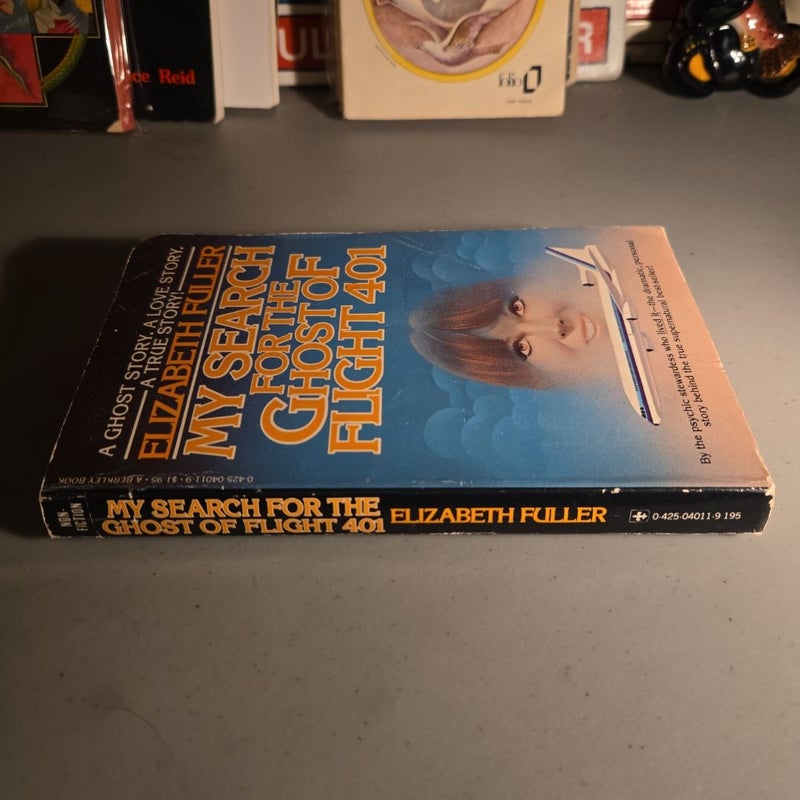 ce Reid
UL
R
folio
A GHOST STORY. A LOVE STORY.
A TRUE STORY!
ELIZABETH FULLER
MY SEARCH
FOR THE
GHOST OF
FLIGHT 401
By the psychic stewardess who lived it—the dramatic, personal
story behind the true supernatural bestseller!
0-425-04011-9 • $1.95 • A BERKLEY BOOK
NON-
FICTION
MY SEARCH FOR THE
GHOST OF FLIGHT 401
ELIZABETH FULLER
0-425-04011-9 195